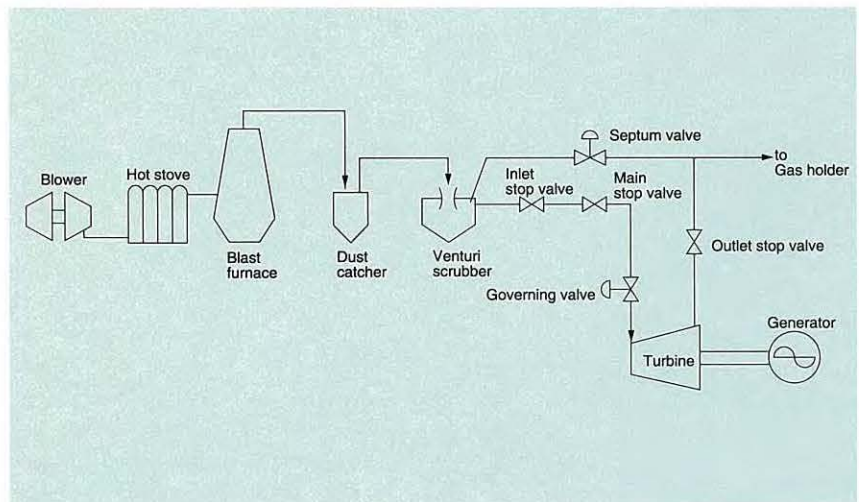 Septum valve
to
Gas holder
Blower
Hot stove
Inlet
stop valve
Main
stop valve
Outlet stop valve
Blast
furnace
Dust
catcher
Venturi
scrubber
Governing valve
Generator
Turbine